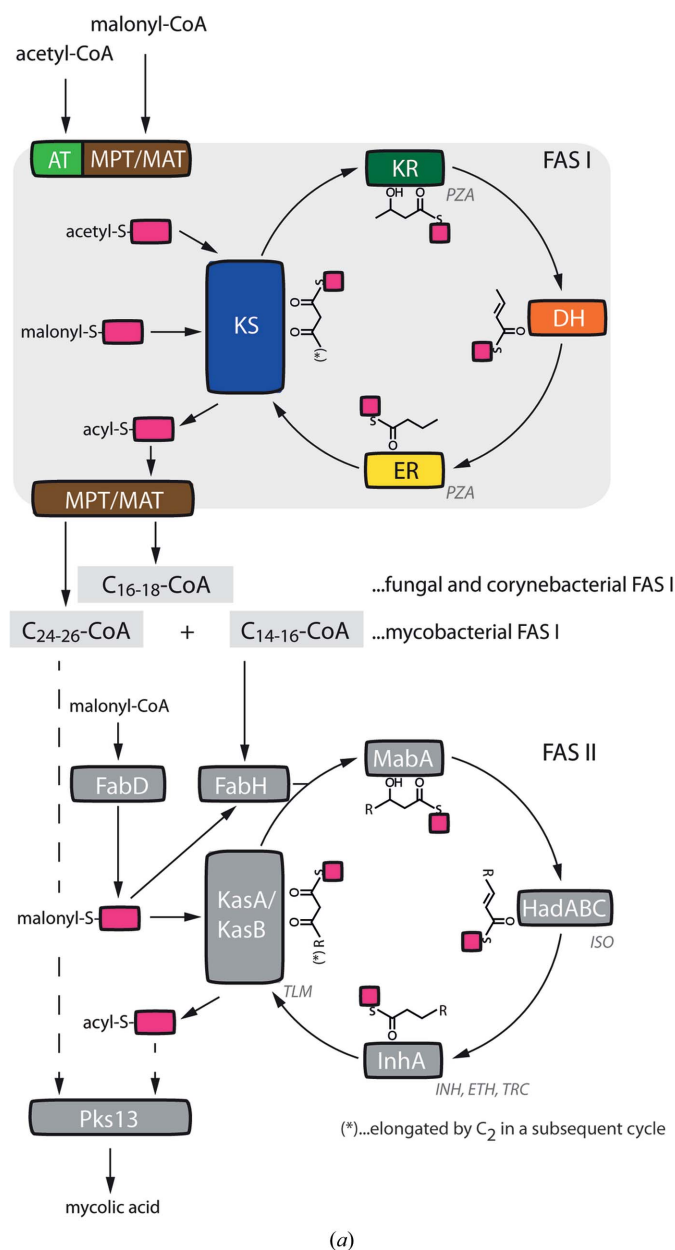 malonyl-CoA
acetyl-CoA
AT MPT/MAT
FAS I
KR
PZA
OH O
S
acetyl-S
S
O
O
(*)
KS
malonyl-S
DH
O
S
acyl-S
S
O
ER
PZA
MPT/MAT
C16-18-CoA
...fungal and corynebacterial FAS I
C24-26-CoA + C14-16-CoA ...mycobacterial FAS I
malonyl-CoA
FAS II
FabD
FabH
MabA
OH O
R
S
KasA/
KasB
S
O
O
(*) R
TLM
malonyl-S
R
O
S
HadABC
ISO
acyl-S
S
O
R
InhA
INH, ETH, TRC
Pks13
(*)...elongated by C2 in a subsequent cycle
mycolic acid
(a)